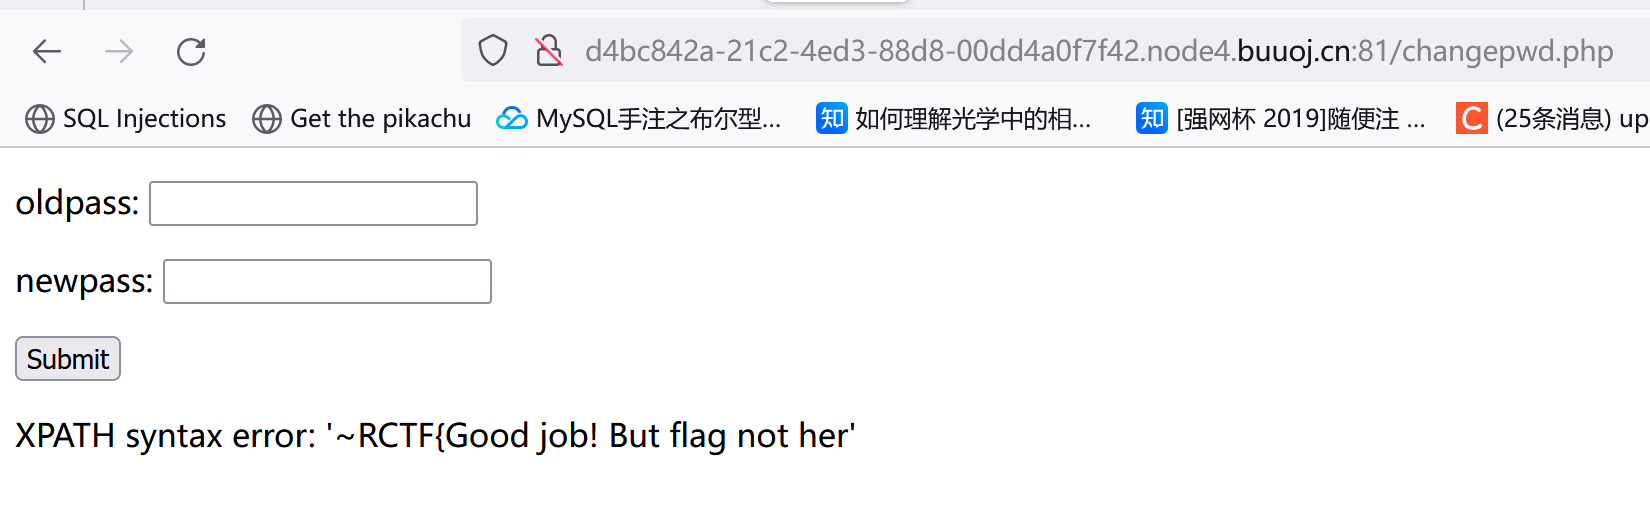 d4bc842a-21c2-4ed3-88d8-00dd4a0f7f42.node4.buuoj.cn:81/changepwd.php
SQL Injections Get the pikachu MySQL手注之布尔型... 知 如何理解光学中的相... 知 [强网杯 2019]随便注 ... C (25条消息) up
oldpass:
newpass:
Submit
XPATH syntax error: '~RCTF{Good job! But flag not her'